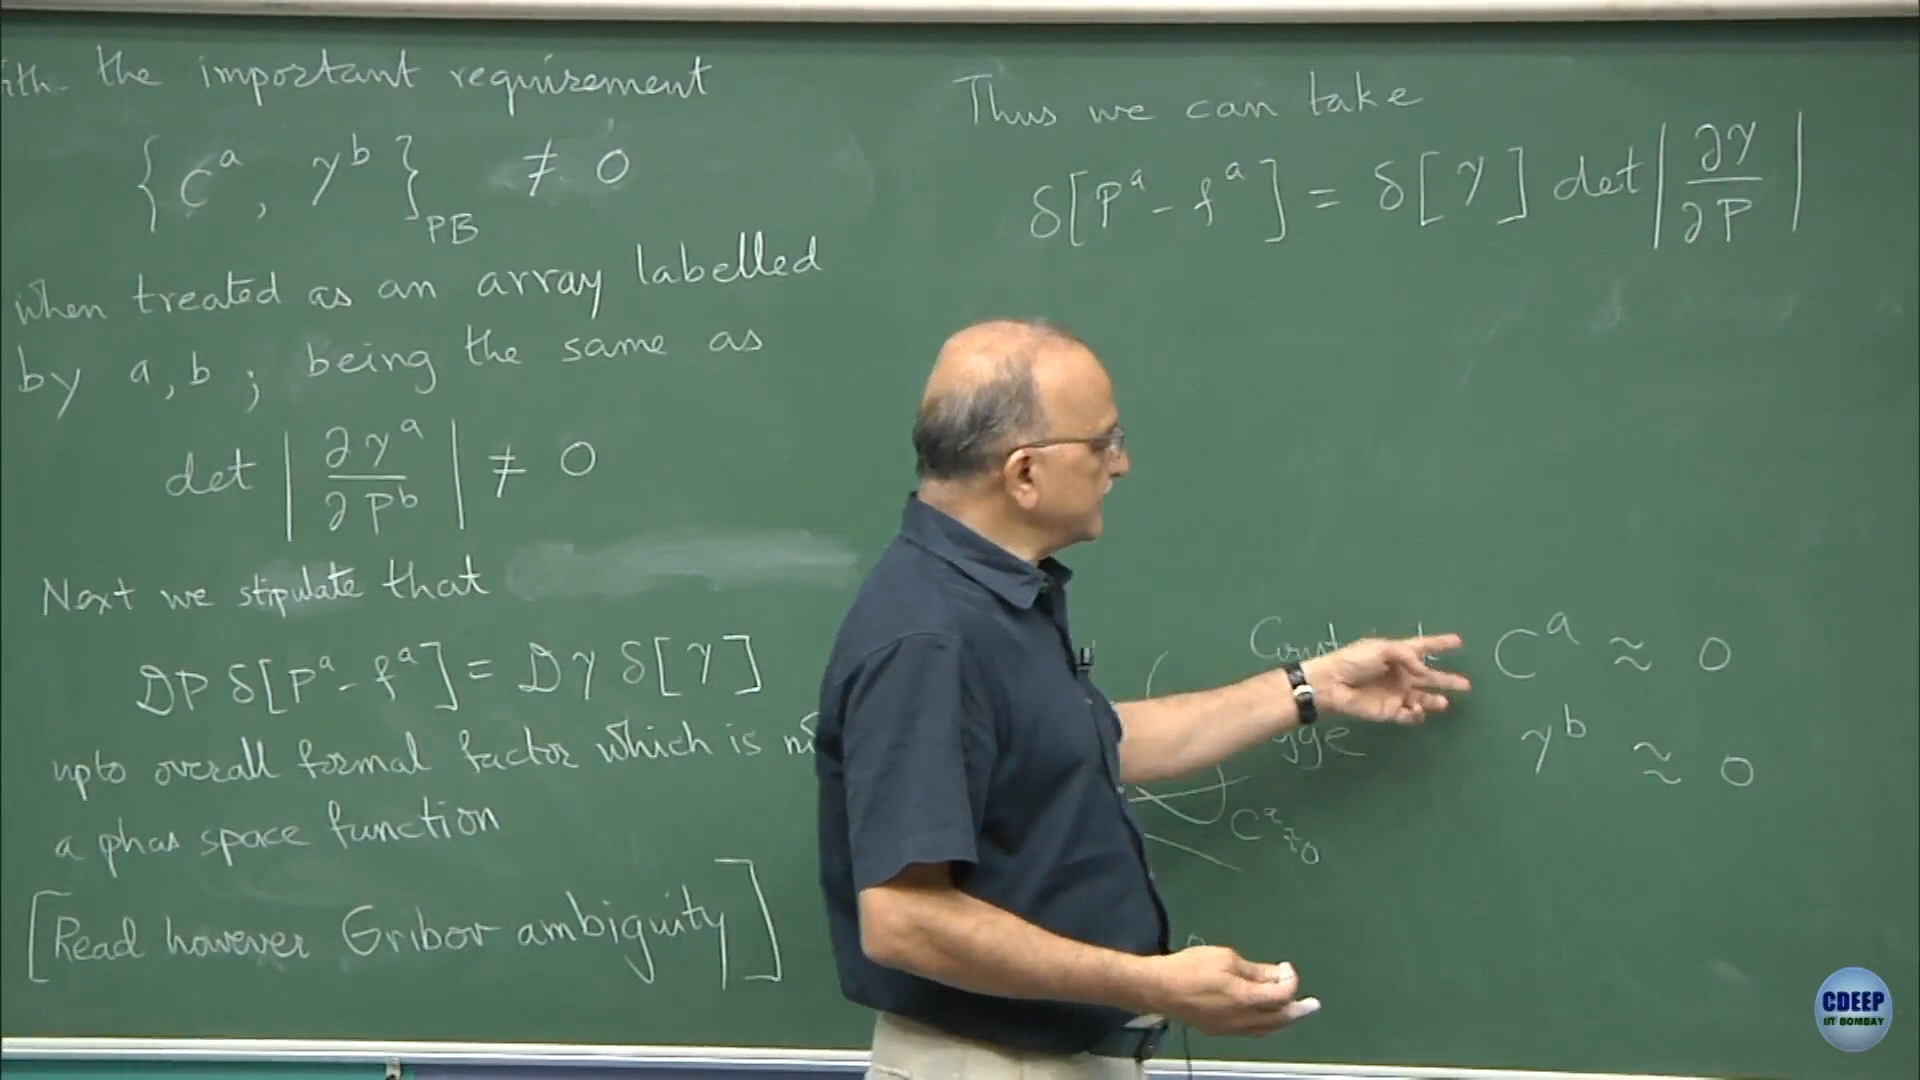 the important requirement
{C^a, γ^b}_PB ≠ 0
when treated as an array labelled
by a, b ; being the same as
det | ∂γ^a / ∂P^b | ≠ 0
Next we stipulate that
𝒟P δ[P^a - f^a] = 𝒟γ δ[γ]
upto overall formal factor which is
a phas space function
[Read however Gribov ambiguity]
Thus we can take
δ[P^a - f^a] = δ[γ] det | ∂γ / ∂P |
C^a ≈ 0
γ^b ≈ 0
C^a ≈ 0
CDEEP
IIT BOMBAY